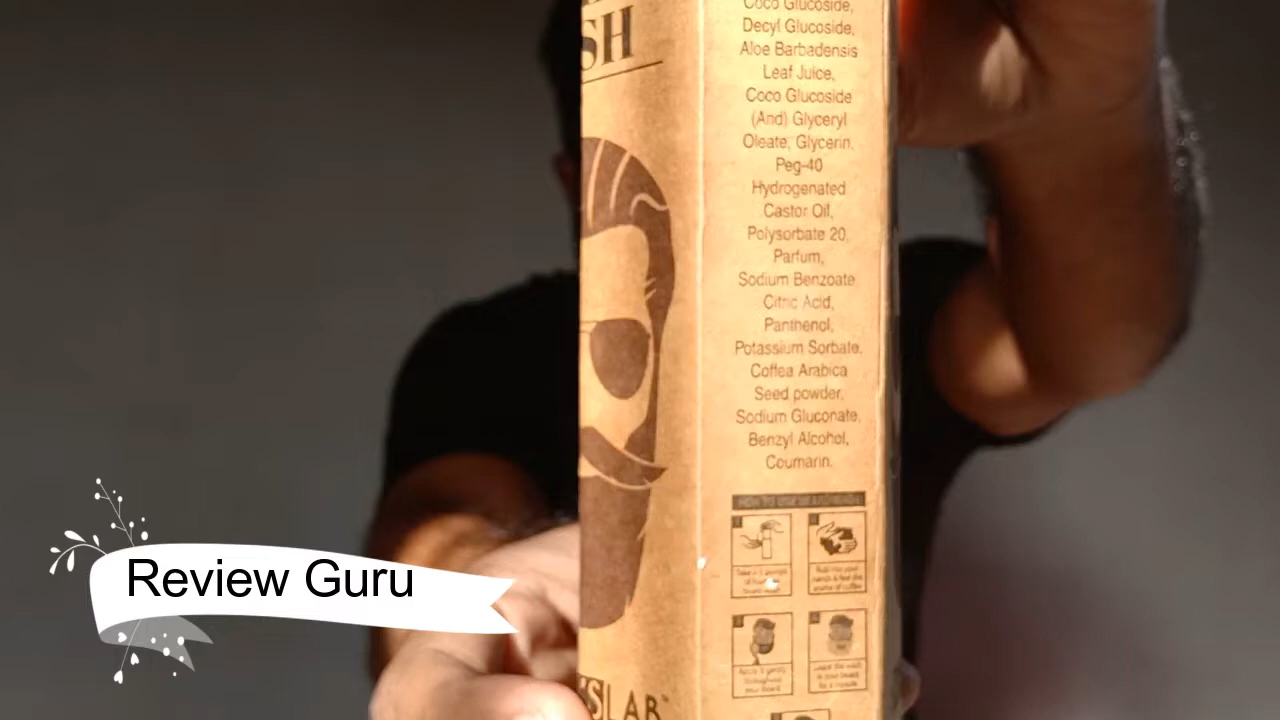 SH
Coco Glucoside,
Decyl Glucoside,
Aloe Barbadensis
Leaf Juice,
Coco Glucoside
(And) Glyceryl
Oleate, Glycerin,
Peg-40
Hydrogenated
Castor Oil,
Polysorbate 20,
Parfum,
Sodium Benzoate
Citric Acid,
Panthenol,
Potassium Sorbate,
Coffea Arabica
Seed powder,
Sodium Gluconate,
Benzyl Alcohol,
Coumarin.
SLAB™
Review Guru